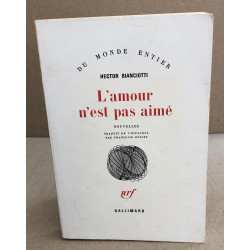 DU MONDE ENTIER
HECTOR BIANCIOTTI
L'amour
n'est pas aimé
NOUVELLES
TRADUIT DE L'ESPAGNOL
PAR FRANÇOISE ROSSET
nrf
GALLIMARD